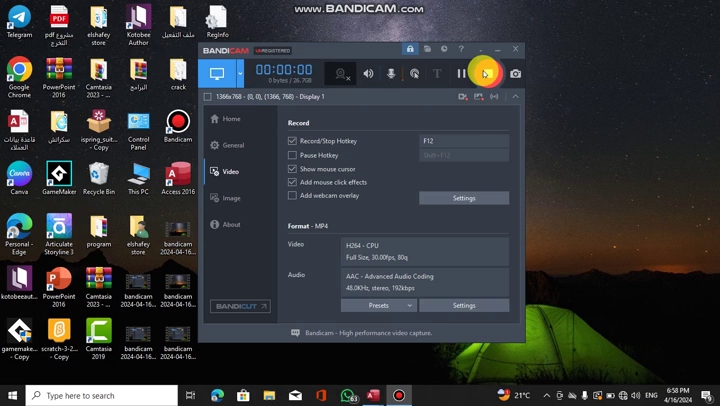 www.BANDICAM.com
Telegram
مشروع pdf
التخرج
elshafey
store
Kotobee
Author
ملف التفعيل
RegInfo
BANDICAM UNREGISTERED
00:00:00
0 bytes / 26.7GB
1366x768 - (0, 0), (1366, 768) - Display 1
Google
Chrome
PowerPoint
2016
Camtasia
2023 - ...
البرامج
crack
قاعدة بيانات
العملاء
سكراتش
ispring_suit...
- Copy
Control
Panel
Bandicam
Canva
GameMaker
Recycle Bin
This PC
Access 2016
Personal -
Edge
Articulate
Storyline 3
program
elshafey
store
bandicam
2024-04-16...
kotobeeaut...
PowerPoint
2016
Camtasia
2023 - ...
bandicam
2024-04-16...
bandicam
2024-04-16...
gamemake...
- Copy
scratch-3-2...
- Copy
Camtasia
2019
bandicam
2024-04-16...
bandicam
2024-04-16...
Home
General
Video
Image
About
BANDICUT
Record
Record/Stop Hotkey
F12
Pause Hotkey
Shift+F12
Show mouse cursor
Add mouse click effects
Add webcam overlay
Settings
Format - MP4
Video
H264 - CPU
Full Size, 30.00fps, 80q
Audio
AAC - Advanced Audio Coding
48.0KHz, stereo, 192kbps
Presets
Settings
Bandicam - High performance video capture.
Type here to search
63
21°C
ENG
6:58 PM
4/16/2024